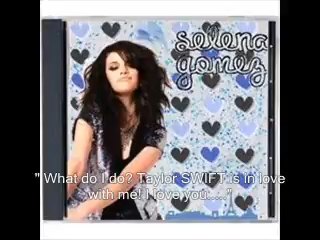 selena
gomez
" What do I do? Taylor SWIFT is in love
with me! I love you....."